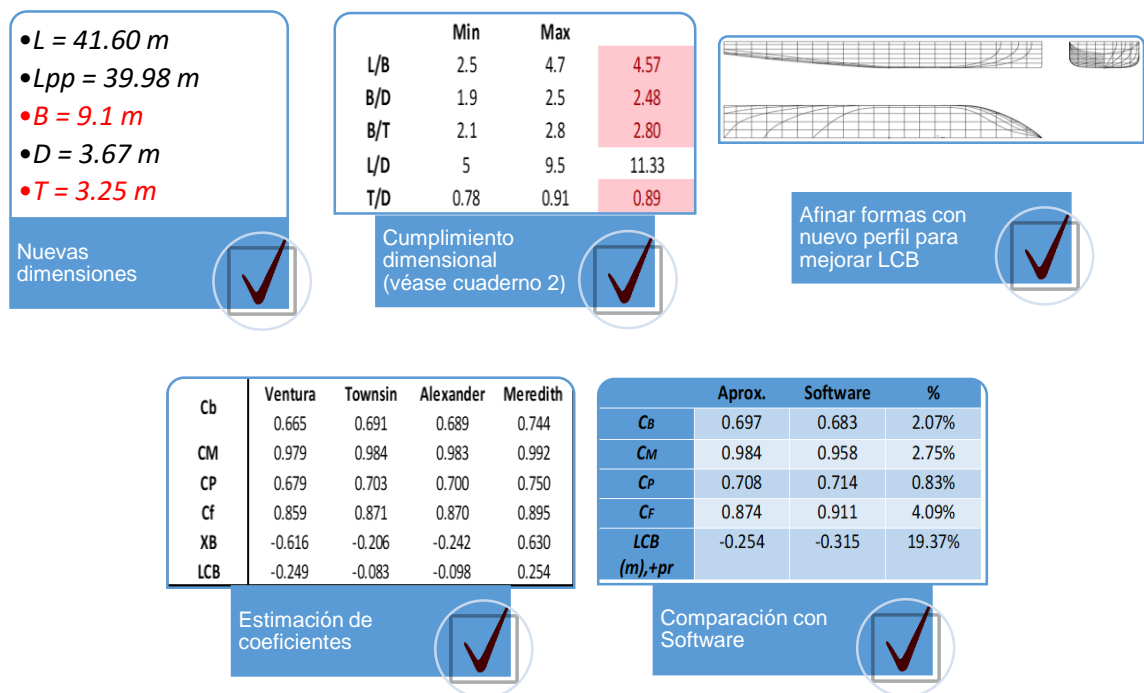 •L = 41.60 m
•Lpp = 39.98 m
•B = 9.1 m
•D = 3.67 m
•T = 3.25 m
Nuevas
dimensiones
Min Max
L/B 2.5 4.7 4.57
B/D 1.9 2.5 2.48
B/T 2.1 2.8 2.80
L/D 5 9.5 11.33
T/D 0.78 0.91 0.89
Cumplimiento
dimensional
(véase cuaderno 2)
Afinar formas con
nuevo perfil para
mejorar LCB
Cb Ventura Townsin Alexander Meredith
0.665 0.691 0.689 0.744
CM 0.979 0.984 0.983 0.992
CP 0.679 0.703 0.700 0.750
Cf 0.859 0.871 0.870 0.895
XB -0.616 -0.206 -0.242 0.630
LCB -0.249 -0.083 -0.098 0.254
Estimación de
coeficientes
Aprox. Software %
CB 0.697 0.683 2.07%
CM 0.984 0.958 2.75%
CP 0.708 0.714 0.83%
CF 0.874 0.911 4.09%
LCB -0.254 -0.315 19.37%
(m),+pr
Comparación con
Software